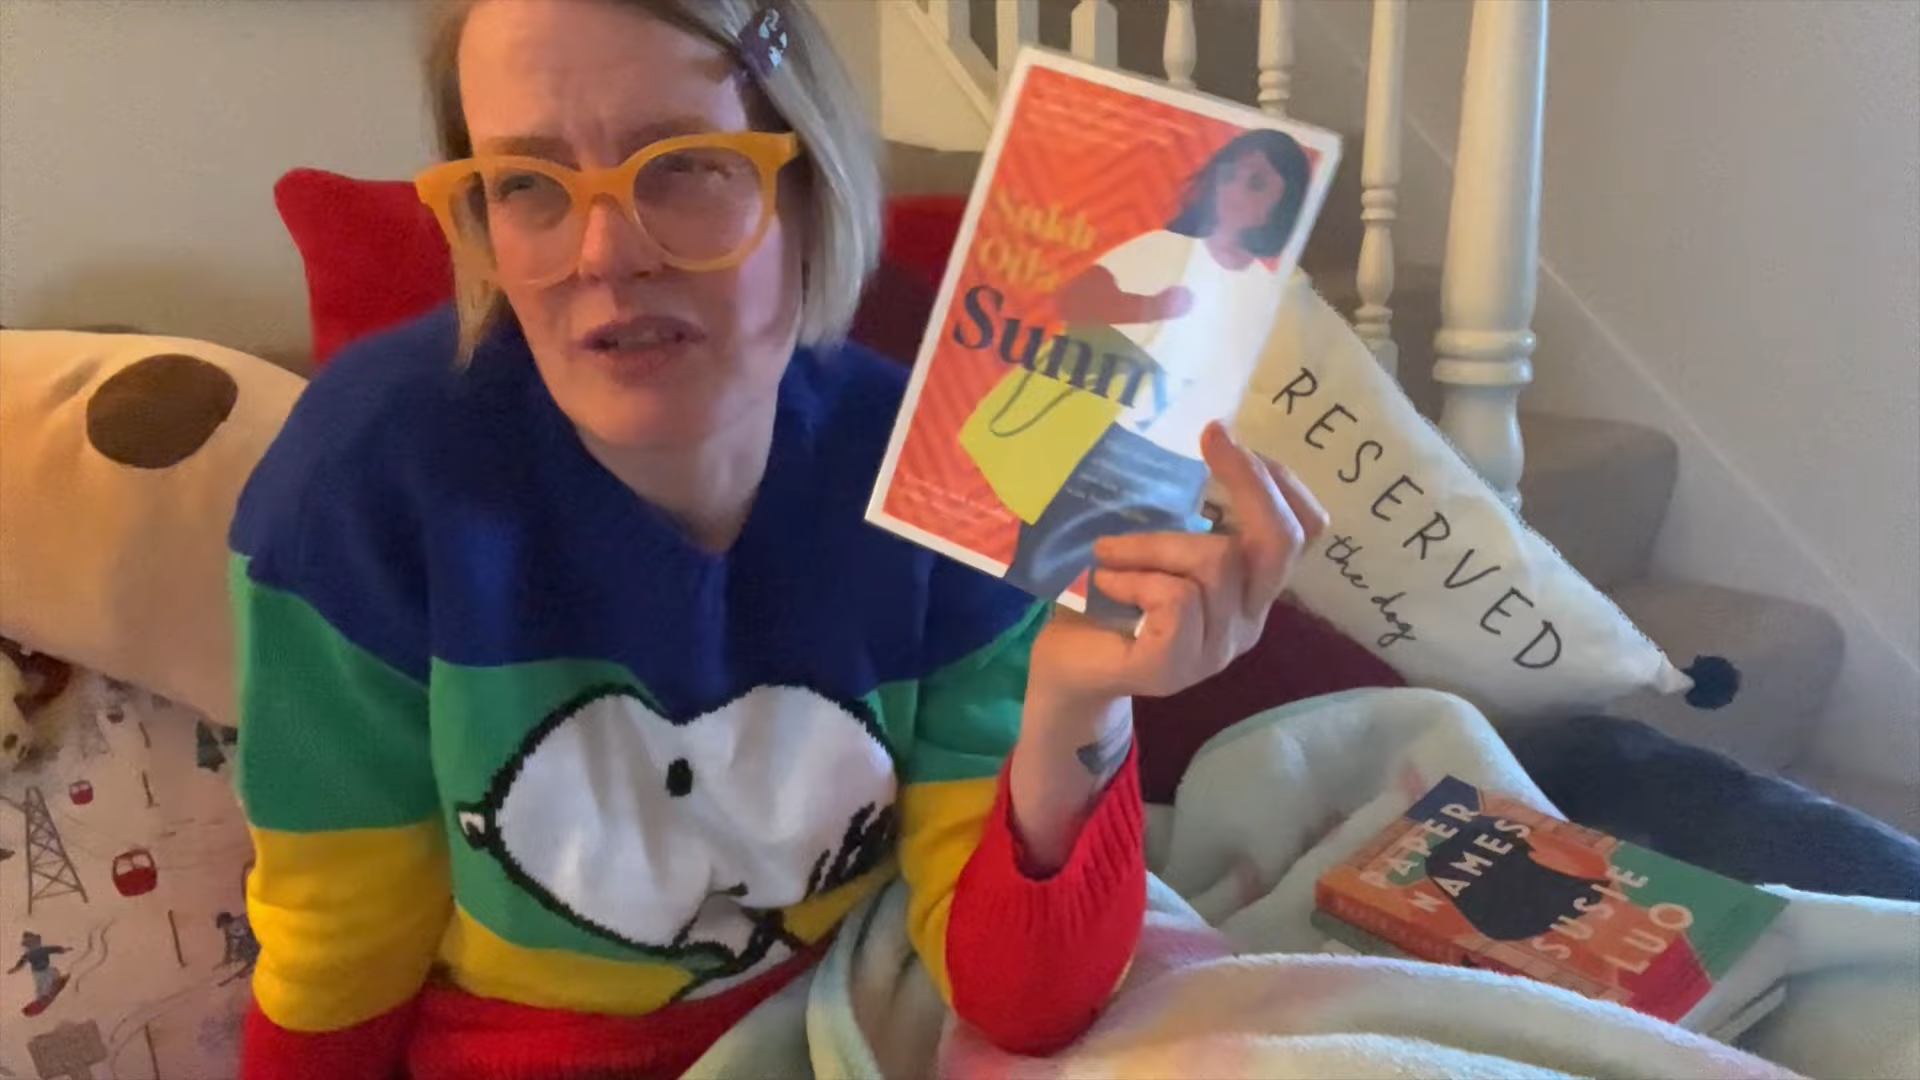 Sukh
Ojla
Sunny
RESERVED
the dog
PAPER
NAMES
SUSIE
LUO